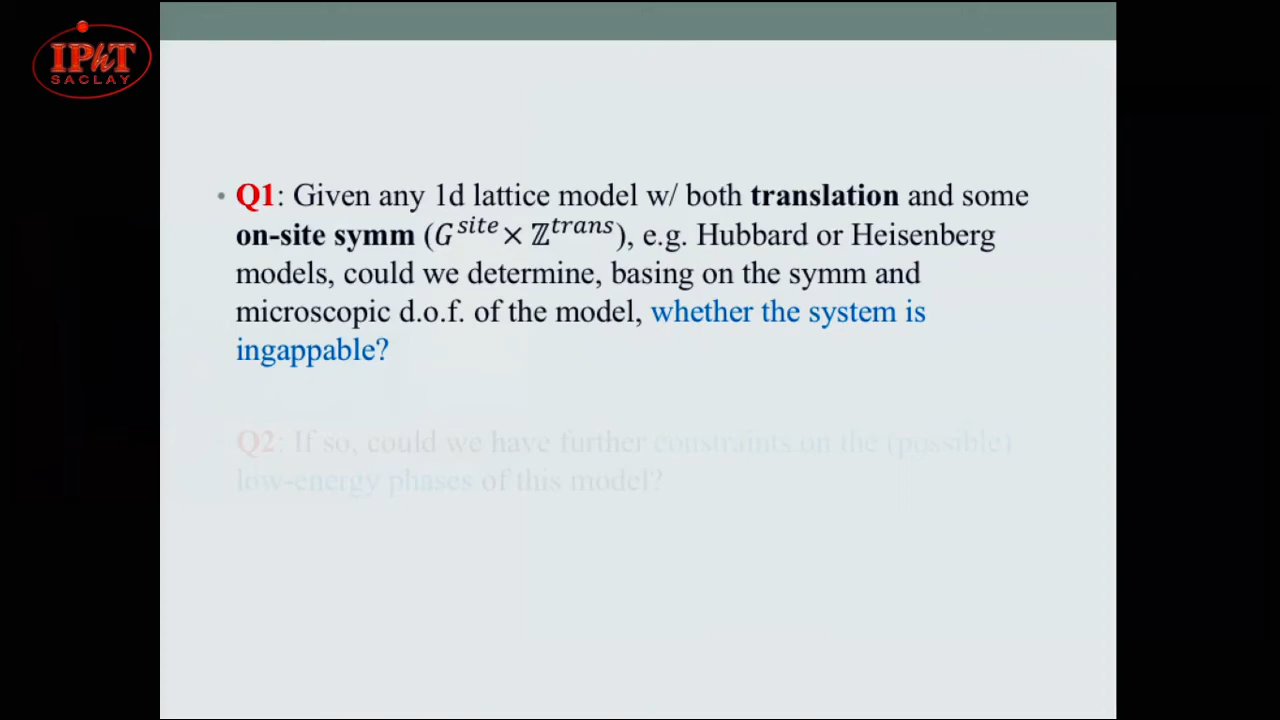 IPhT
SACLAY
• Q1: Given any 1d lattice model w/ both translation and some
on-site symm (G^site × ℤ^trans), e.g. Hubbard or Heisenberg
models, could we determine, basing on the symm and
microscopic d.o.f. of the model, whether the system is
ingappable?
Q2: If so, could we have further constraints on the (possible)
low-energy phases of this model?